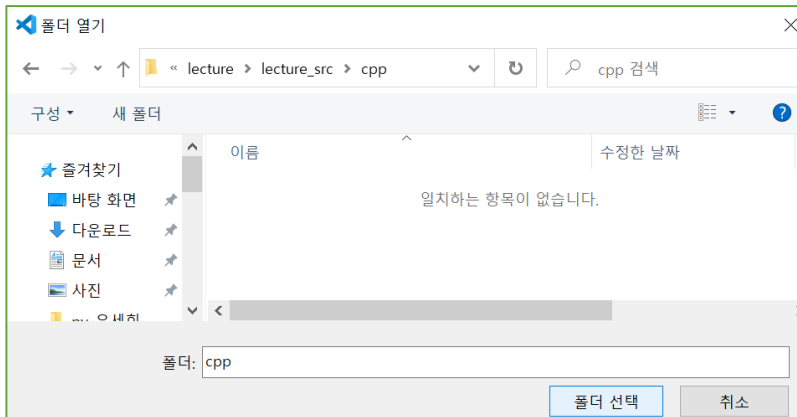 폴더 열기
« lecture > lecture_src > cpp
cpp 검색
구성
새 폴더
이름
수정한 날짜
즐겨찾기
일치하는 항목이 없습니다.
바탕 화면
다운로드
문서
사진
폴더: cpp
폴더 선택
취소